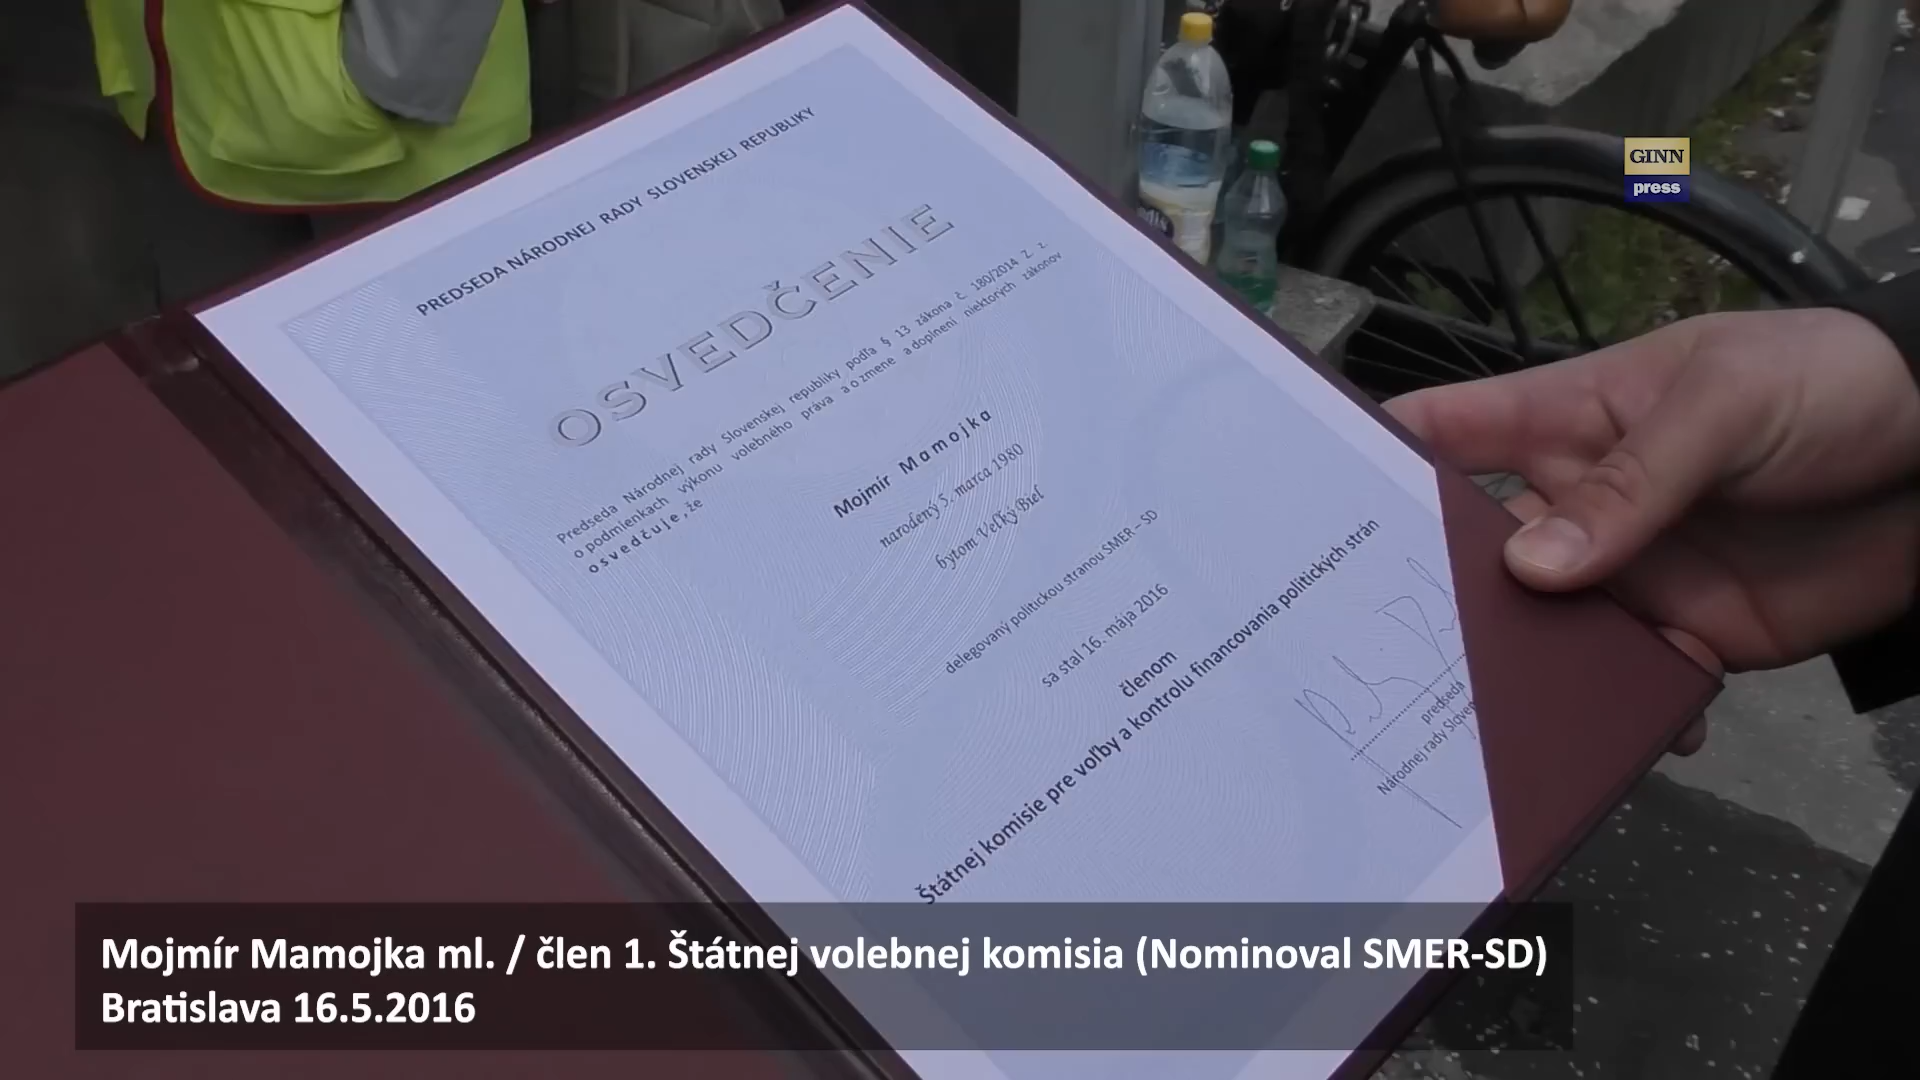 PREDSEDA NÁRODNEJ RADY SLOVENSKEJ REPUBLIKY
OSVEDČENIE
Predseda Národnej rady Slovenskej republiky podľa § 13 zákona č. 180/2014 Z. z.
o podmienkach výkonu volebného práva a o zmene a doplnení niektorých zákonov
osvedčuje, že
Mojmír Mamojka
narodený 5. marca 1980
bytom Veľký Biel
delegovaný politickou stranou SMER – SD
sa stal 16. mája 2016
členom
Štátnej komisie pre voľby a kontrolu financovania politických strán
predseda
Národnej rady Sloven
GINN
press
Mojmír Mamojka ml. / člen 1. Štátnej volebnej komisia (Nominoval SMER-SD)
Bratislava 16.5.2016